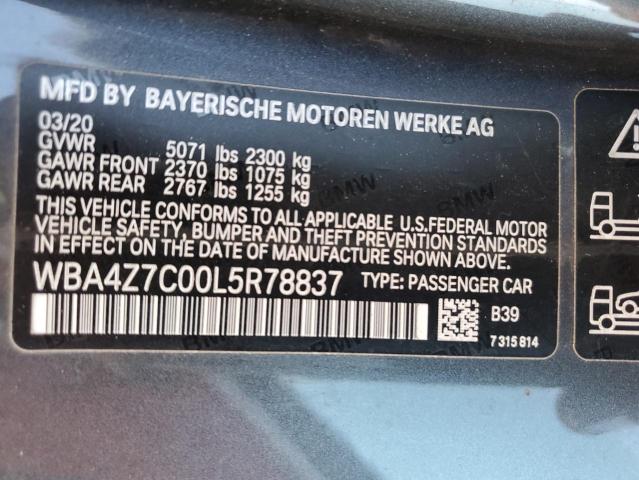 MFD BY BAYERISCHE MOTOREN WERKE AG
03/20
GVWR 5071 lbs 2300 kg
GAWR FRONT 2370 lbs 1075 kg
GAWR REAR 2767 lbs 1255 kg
THIS VEHICLE CONFORMS TO ALL APPLICABLE U.S.FEDERAL MOTOR
VEHICLE SAFETY, BUMPER AND THEFT PREVENTION STANDARDS
IN EFFECT ON THE DATE OF MANUFACTURE SHOWN ABOVE.
WBA4Z7C00L5R78837 TYPE: PASSENGER CAR
B39
7 315 814